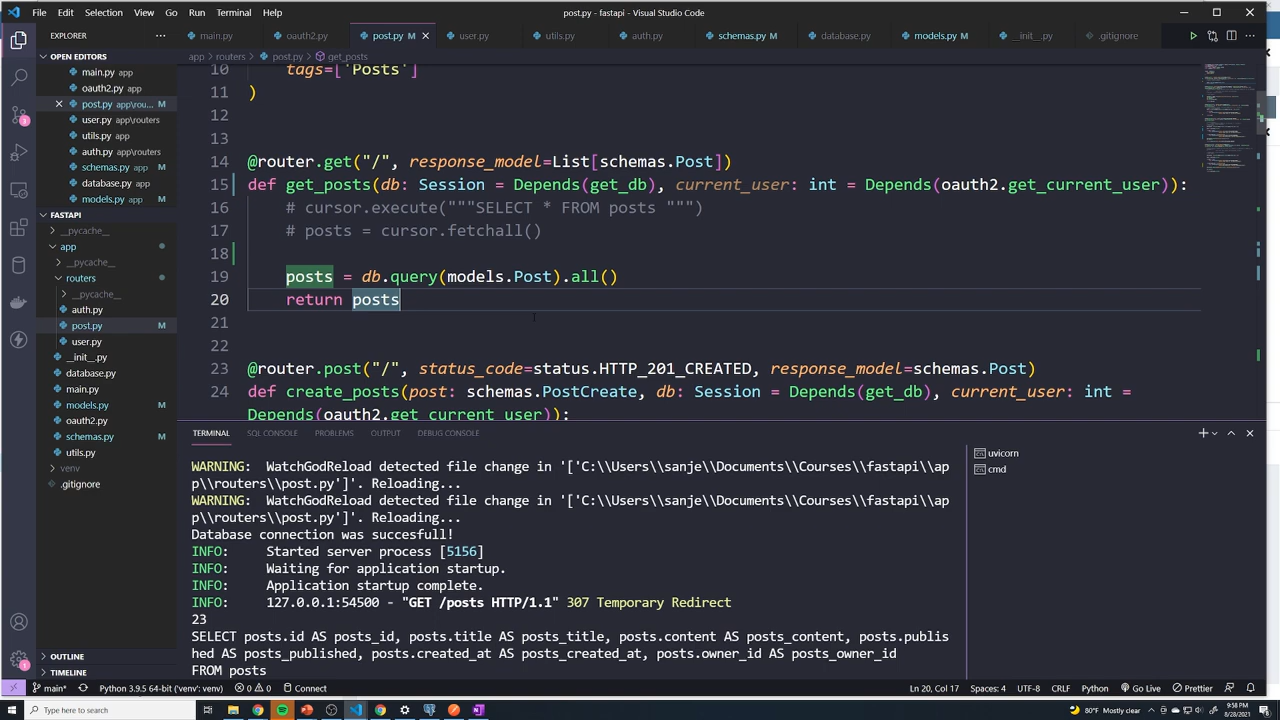 File Edit Selection View Go Run Terminal Help
post.py - fastapi - Visual Studio Code
EXPLORER
main.py oauth2.py post.py M user.py utils.py auth.py schemas.py M database.py models.py M __init__.py .gitignore
app > routers > post.py > get_posts
OPEN EDITORS
main.py app
oauth2.py app
post.py app\rou... M
user.py app\routers
utils.py app
auth.py app\routers
schemas.py app M
database.py app
models.py app M
FASTAPI
__pycache__
app
__pycache__
routers
__pycache__
auth.py
post.py M
user.py
__init__.py
database.py
main.py
models.py M
oauth2.py
schemas.py M
utils.py
venv
.gitignore
OUTLINE
TIMELINE
10 tags=['Posts']
11 )
12
13
14 @router.get("/", response_model=List[schemas.Post])
15 def get_posts(db: Session = Depends(get_db), current_user: int = Depends(oauth2.get_current_user)):
16 # cursor.execute("""SELECT * FROM posts """)
17 # posts = cursor.fetchall()
18
19 posts = db.query(models.Post).all()
20 return posts
21
22
23 @router.post("/", status_code=status.HTTP_201_CREATED, response_model=schemas.Post)
24 def create_posts(post: schemas.PostCreate, db: Session = Depends(get_db), current_user: int =
Depends(oauth2.get_current_user)):
TERMINAL SQL CONSOLE PROBLEMS OUTPUT DEBUG CONSOLE
uvicorn
cmd
WARNING: WatchGodReload detected file change in '['C:\\Users\\sanje\\Documents\\Courses\\fastapi\\ap
p\\routers\\post.py']'. Reloading...
WARNING: WatchGodReload detected file change in '['C:\\Users\\sanje\\Documents\\Courses\\fastapi\\ap
p\\routers\\post.py']'. Reloading...
Database connection was succesfull!
INFO: Started server process [5156]
INFO: Waiting for application startup.
INFO: Application startup complete.
INFO: 127.0.0.1:54500 - "GET /posts HTTP/1.1" 307 Temporary Redirect
23
SELECT posts.id AS posts_id, posts.title AS posts_title, posts.content AS posts_content, posts.publis
hed AS posts_published, posts.created_at AS posts_created_at, posts.owner_id AS posts_owner_id
FROM posts
main* Python 3.9.5 64-bit ('venv': venv) 0 0 Connect Ln 20, Col 17 Spaces: 4 UTF-8 CRLF Python Go Live Prettier
Type here to search
80°F Mostly clear
9:58 PM
8/28/2021